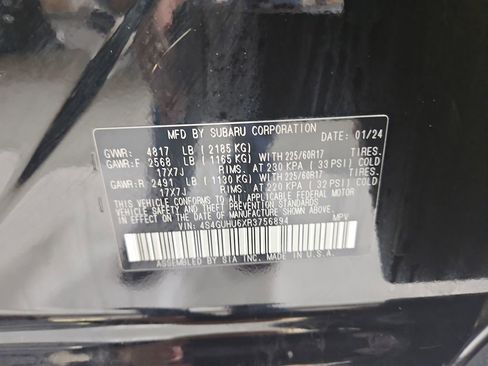 MFD BY SUBARU CORPORATION DATE: 01/24
GVWR: 4817 LB (2185 KG)
GAWR:F 2568 LB (1165 KG) WITH 225/60R17 TIRES.
17X7J RIMS. AT 230 KPA (33 PSI) COLD
GAWR:R 2491 LB (1130 KG) WITH 225/60R17 TIRES.
17X7J RIMS. AT 220 KPA (32 PSI) COLD
THIS VEHICLE CONFORMS TO ALL APPLICABLE FEDERAL MOTOR
VEHICLE SAFETY AND THEFT PREVENTION STANDARDS
IN EFFECT ON THE DATE OF MANUFACTURE SHOWN ABOVE.
VIN: 4S4GUHU6XR3756894 MPV
ASSEMBLED BY SIA INC. MADE IN U.S.A.